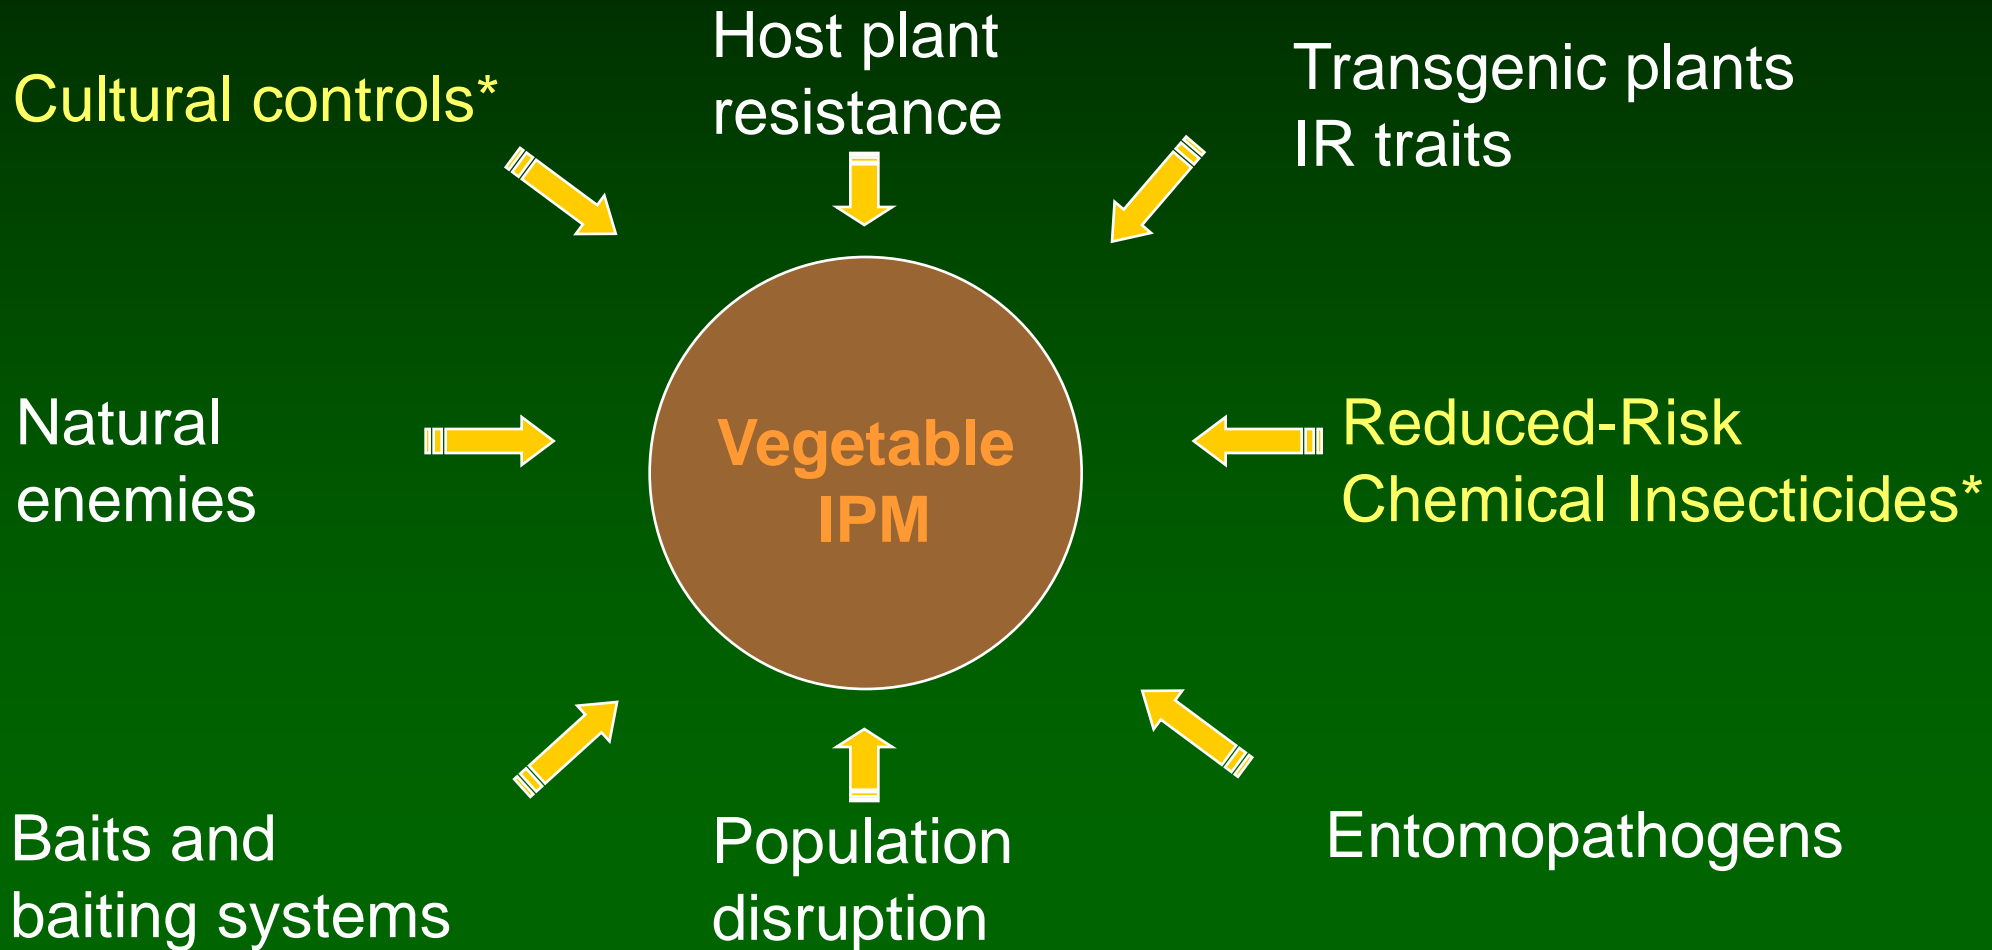 Host plant
resistance
Cultural controls*
Transgenic plants
IR traits
Natural
enemies
Vegetable
IPM
Reduced-Risk
Chemical Insecticides*
Baits and
baiting systems
Population
disruption
Entomopathogens